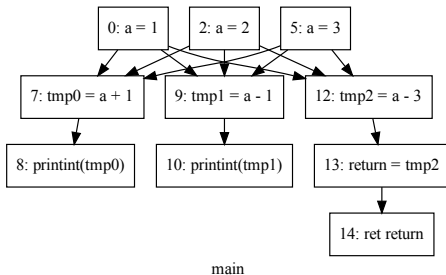 0: a = 1
2: a = 2
5: a = 3
7: tmp0 = a + 1
9: tmp1 = a - 1
12: tmp2 = a - 3
8: printint(tmp0)
10: printint(tmp1)
13: return = tmp2
14: ret return
main